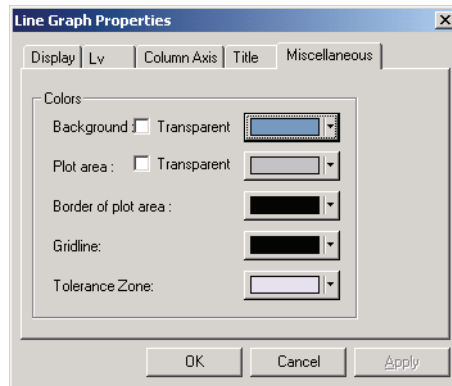 Line Graph Properties
Display Lv Column Axis Title Miscellaneous
Colors
Background : Transparent
Plot area : Transparent
Border of plot area :
Gridline:
Tolerance Zone:
OK Cancel Apply